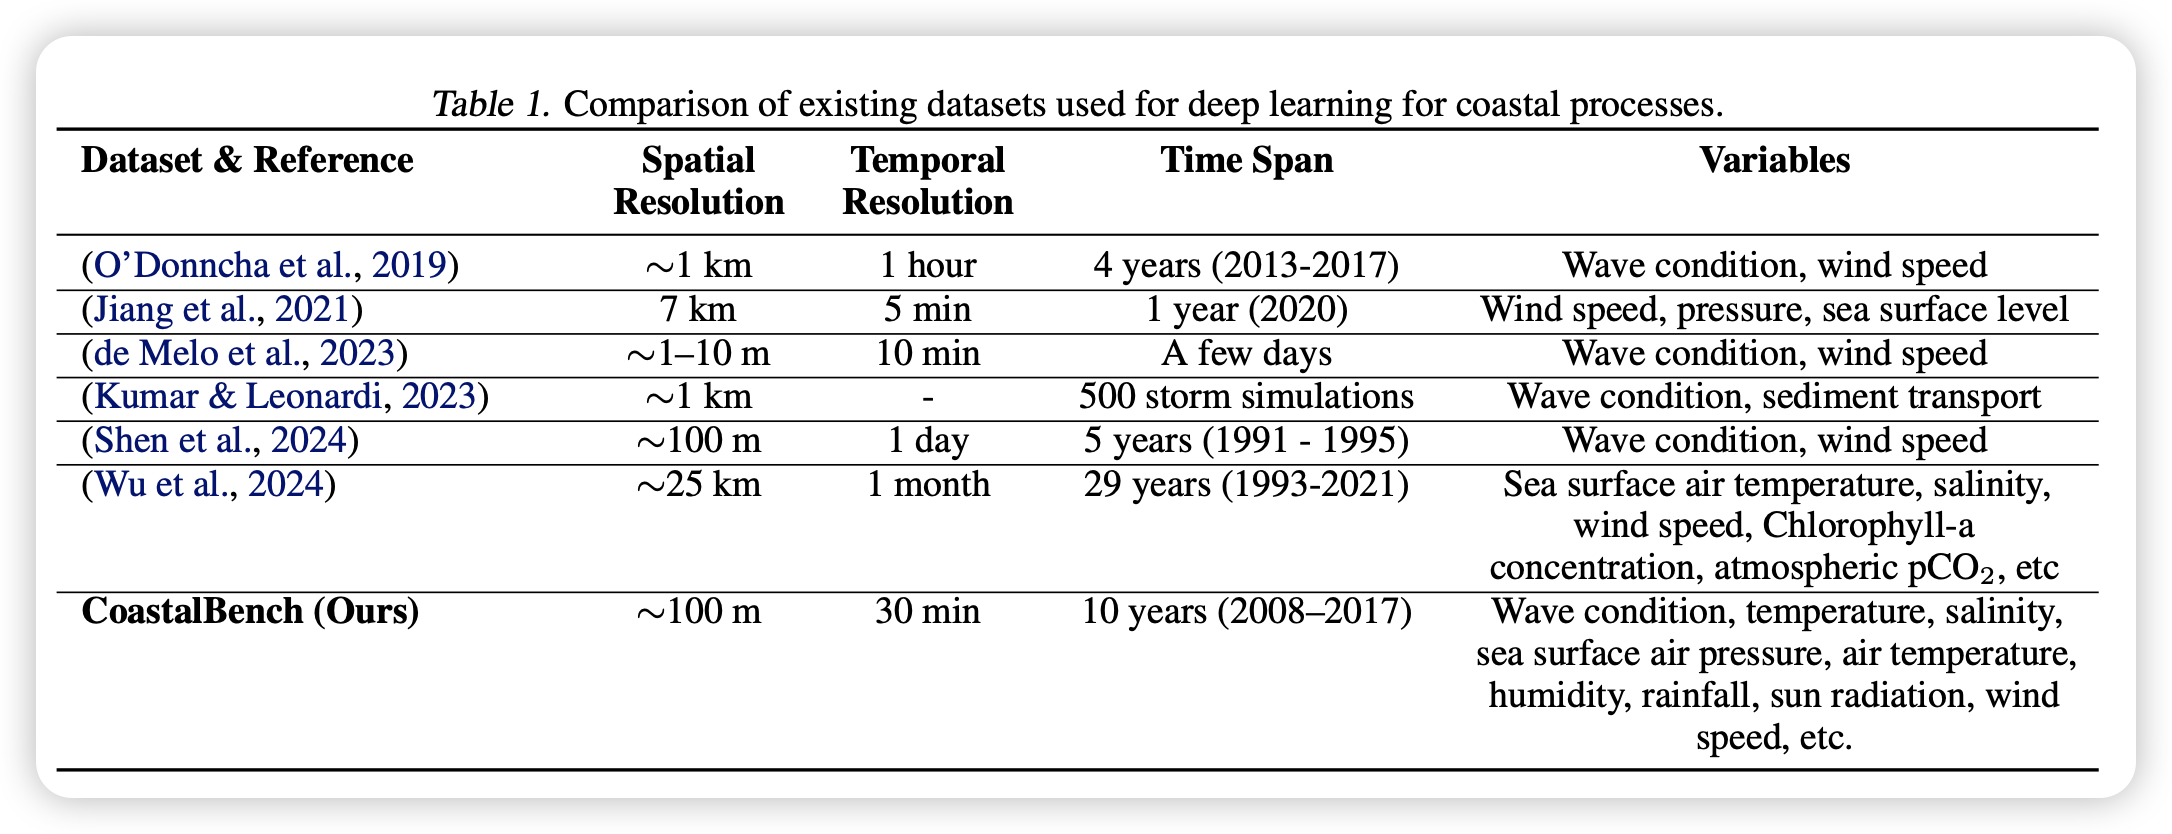 Table 1. Comparison of existing datasets used for deep learning for coastal processes.
Dataset & Reference Spatial Resolution Temporal Resolution Time Span Variables
(O’Donncha et al., 2019) ∼1 km 1 hour 4 years (2013-2017) Wave condition, wind speed
(Jiang et al., 2021) 7 km 5 min 1 year (2020) Wind speed, pressure, sea surface level
(de Melo et al., 2023) ∼1–10 m 10 min A few days Wave condition, wind speed
(Kumar & Leonardi, 2023) ∼1 km - 500 storm simulations Wave condition, sediment transport
(Shen et al., 2024) ∼100 m 1 day 5 years (1991 - 1995) Wave condition, wind speed
(Wu et al., 2024) ∼25 km 1 month 29 years (1993-2021) Sea surface air temperature, salinity,
wind speed, Chlorophyll-a
concentration, atmospheric pCO₂, etc
CoastalBench (Ours) ∼100 m 30 min 10 years (2008–2017) Wave condition, temperature, salinity,
sea surface air pressure, air temperature,
humidity, rainfall, sun radiation, wind
speed, etc.